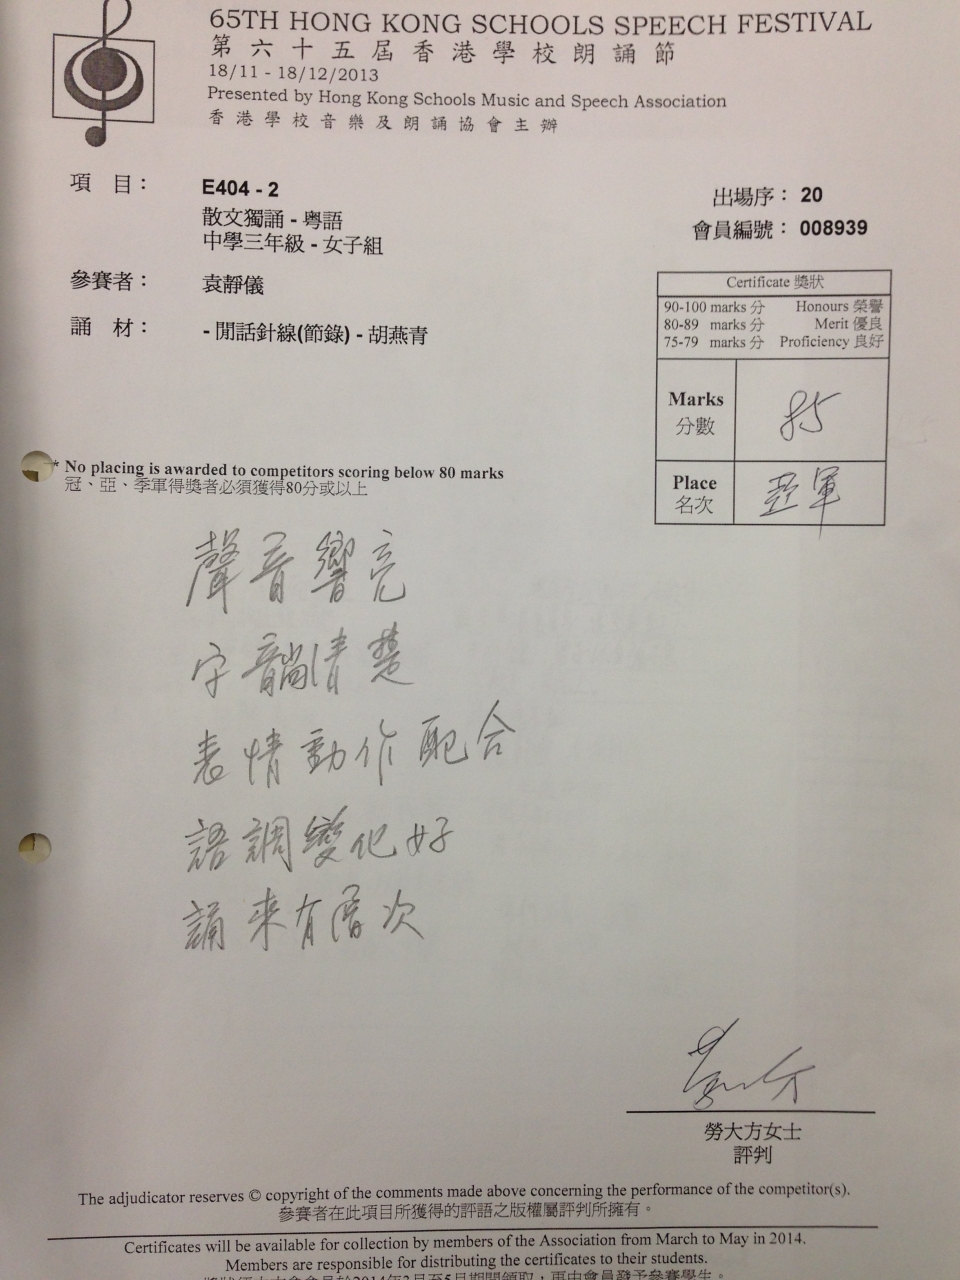 65TH HONG KONG SCHOOLS SPEECH FESTIVAL
第六十五屆香港學校朗誦節
18/11 - 18/12/2013
Presented by Hong Kong Schools Music and Speech Association
香港學校音樂及朗誦協會主辦
項 目： E404 - 2
出場序： 20
散文獨誦 - 粵語
中學三年級 - 女子組
會員編號： 008939
參賽者： 袁靜儀
誦 材： - 閒話針線(節錄) - 胡燕青
Certificate 獎狀
90-100 marks 分 Honours 榮譽
80-89 marks 分 Merit 優良
75-79 marks 分 Proficiency 良好
Marks 分數 85
Place 名次 亞軍
* No placing is awarded to competitors scoring below 80 marks
冠、亞、季軍得獎者必須獲得80分或以上
聲音響亮
字韻清楚
表情動作配合
語調變化好
誦來有層次
勞大方女士
評判
The adjudicator reserves © copyright of the comments made above concerning the performance of the competitor(s).
參賽者在此項目所獲得的評語之版權屬評判所擁有。
Certificates will be available for collection by members of the Association from March to May in 2014.
Members are responsible for distributing the certificates to their students.